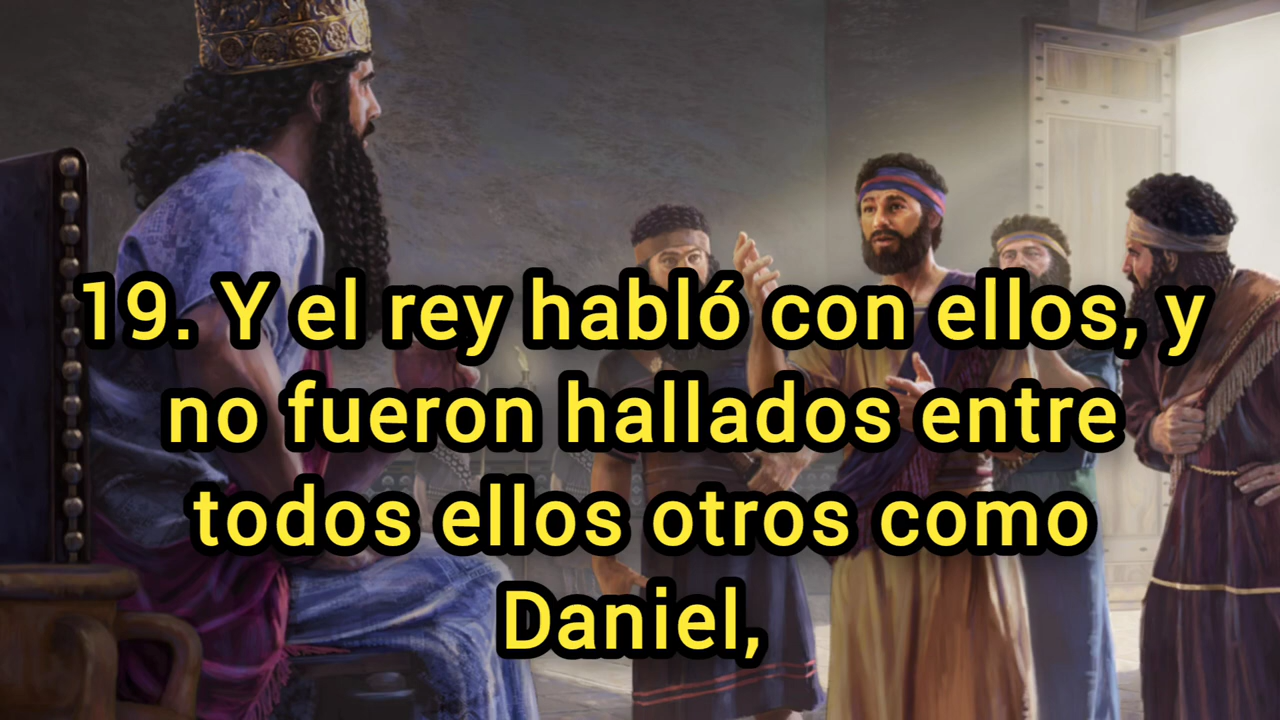 19. Y el rey habló con ellos, y
no fueron hallados entre
todos ellos otros como
Daniel,